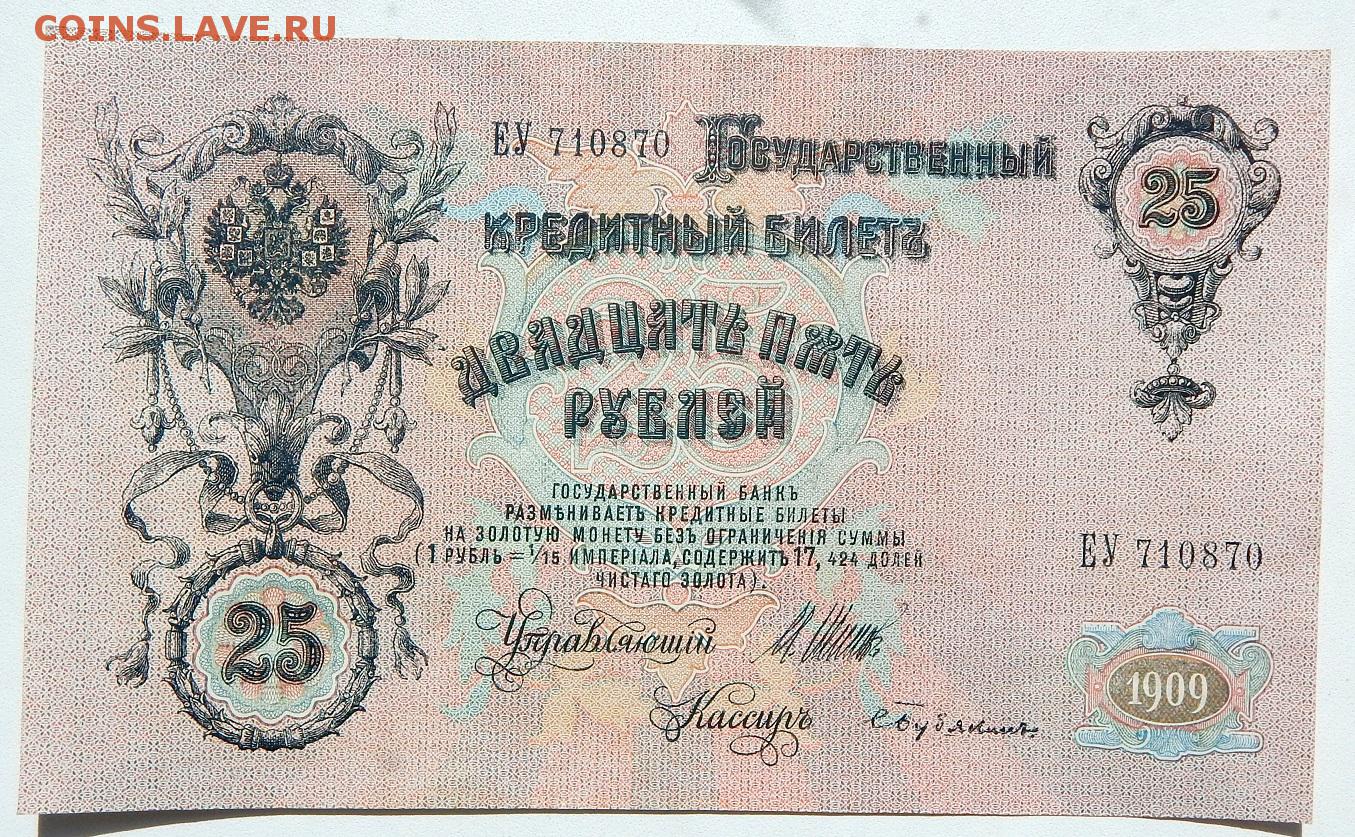 COINS.LAVE.RU
ЕУ 710870
Государственный
25
кредитный билетъ
25
двадцать пять
рублей
ГОСУДАРСТВЕННЫЙ БАНКЪ
РАЗМѢНИВАЕТЪ КРЕДИТНЫЕ БИЛЕТЫ
НА ЗОЛОТУЮ МОНЕТУ БЕЗЪ ОГРАНИЧЕНІЯ СУММЫ
(1 РУБЛЬ = 1/15 ИМПЕРІАЛА, СОДЕРЖИТЪ 17, 424 ДОЛЕЙ
ЧИСТАГО ЗОЛОТА).
ЕУ 710870
25
Управляющій
Кассиръ
1909